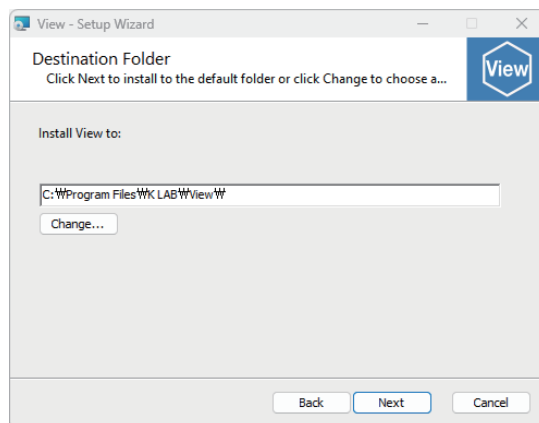 View - Setup Wizard
Destination Folder
Click Next to install to the default folder or click Change to choose a...
View
Install View to:
C:₩Program Files₩K LAB₩View₩
Change...
Back
Next
Cancel